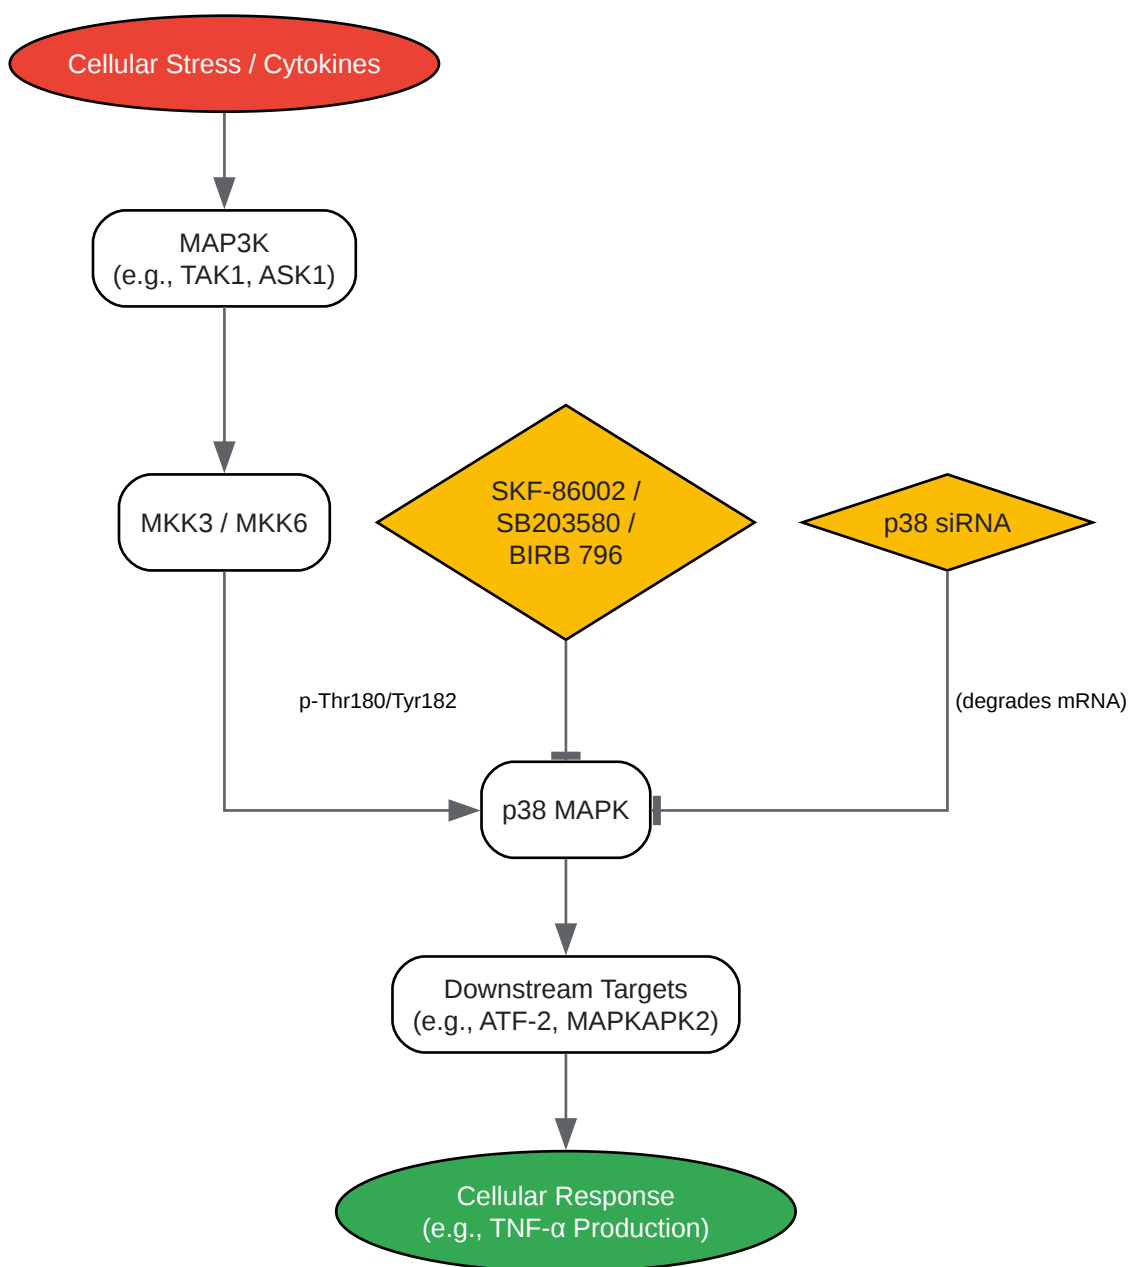 Cellular Stress / Cytokines
MAP3K
(e.g., TAK1, ASK1)
MKK3 / MKK6
SKF-86002 /
SB203580 /
BIRB 796
p38 siRNA
p-Thr180/Tyr182
(degrades mRNA)
p38 MAPK
Downstream Targets
(e.g., ATF-2, MAPKAPK2)
Cellular Response
(e.g., TNF-α Production)